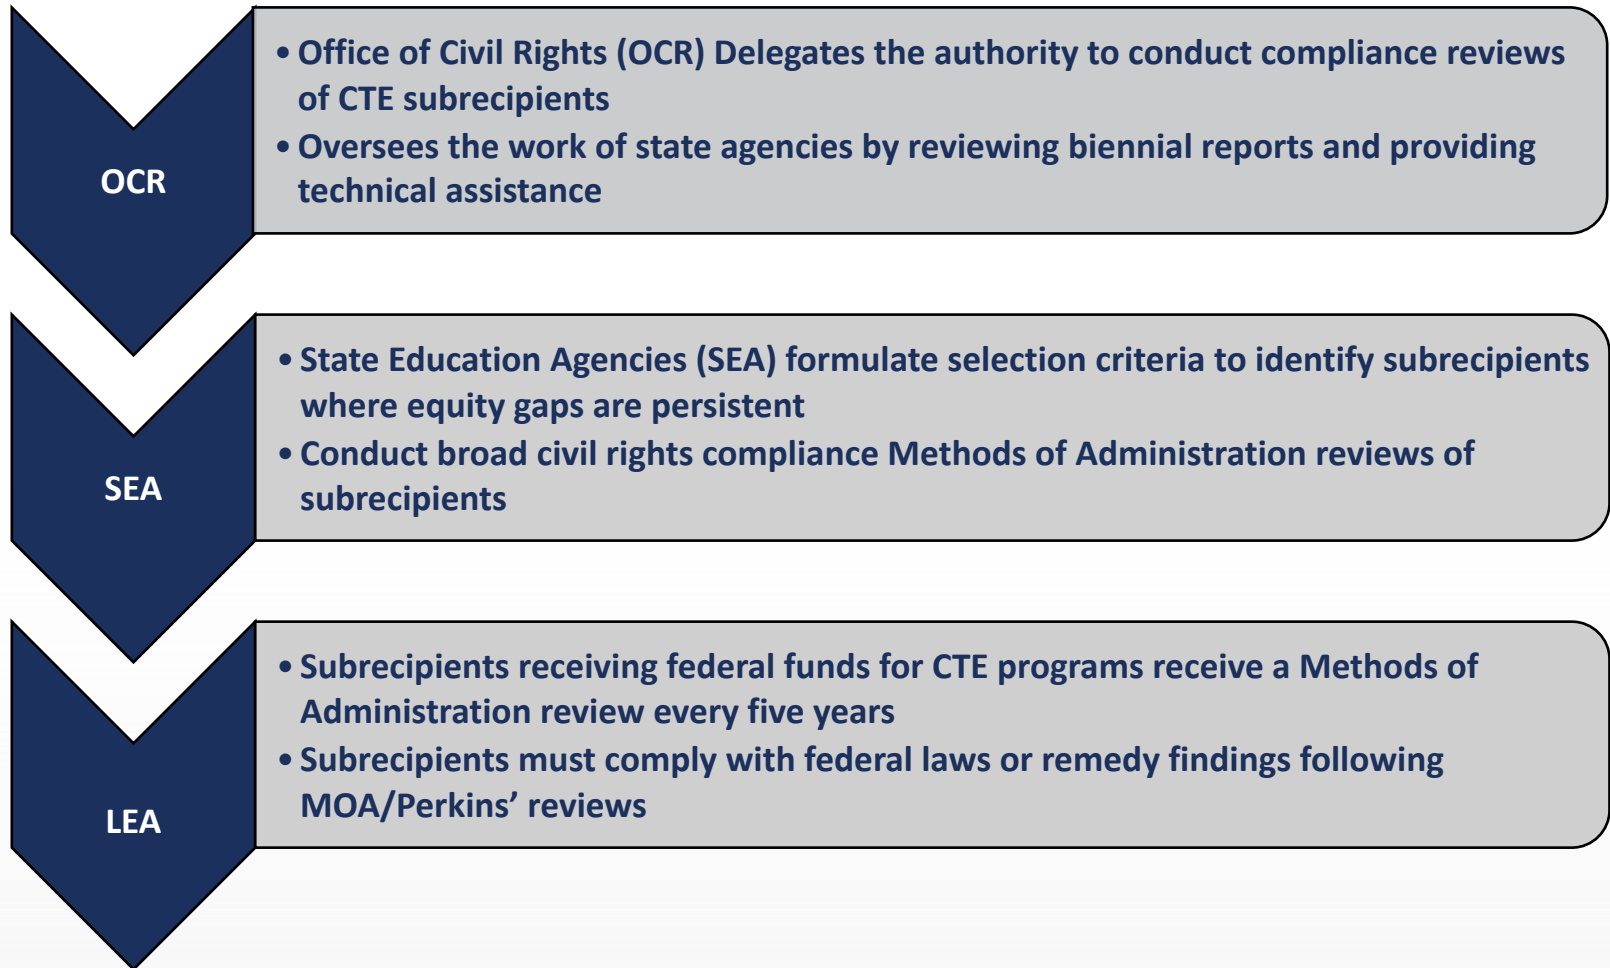 OCR
• Office of Civil Rights (OCR) Delegates the authority to conduct compliance reviews
of CTE subrecipients
• Oversees the work of state agencies by reviewing biennial reports and providing
technical assistance
SEA
• State Education Agencies (SEA) formulate selection criteria to identify subrecipients
where equity gaps are persistent
• Conduct broad civil rights compliance Methods of Administration reviews of
subrecipients
LEA
• Subrecipients receiving federal funds for CTE programs receive a Methods of
Administration review every five years
• Subrecipients must comply with federal laws or remedy findings following
MOA/Perkins’ reviews